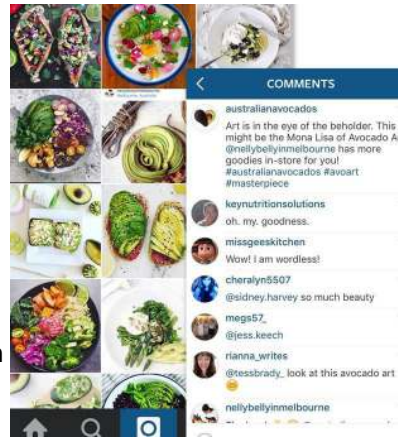 COMMENTS
australianavocados
Art is in the eye of the beholder. This
might be the Mona Lisa of Avocado A
@nellybellyinmelbourne has more
goodies in-store for you!
#australianavocados #avoart
#masterpiece
keynutritionsolutions
oh. my. goodness.
missgeeskitchen
Wow! I am wordless!
cheralyn5507
@sidney.harvey so much beauty
megs57_
@jess.keech
rianna_writes
@tessbrady_ look at this avocado art
nellybellyinmelbourne